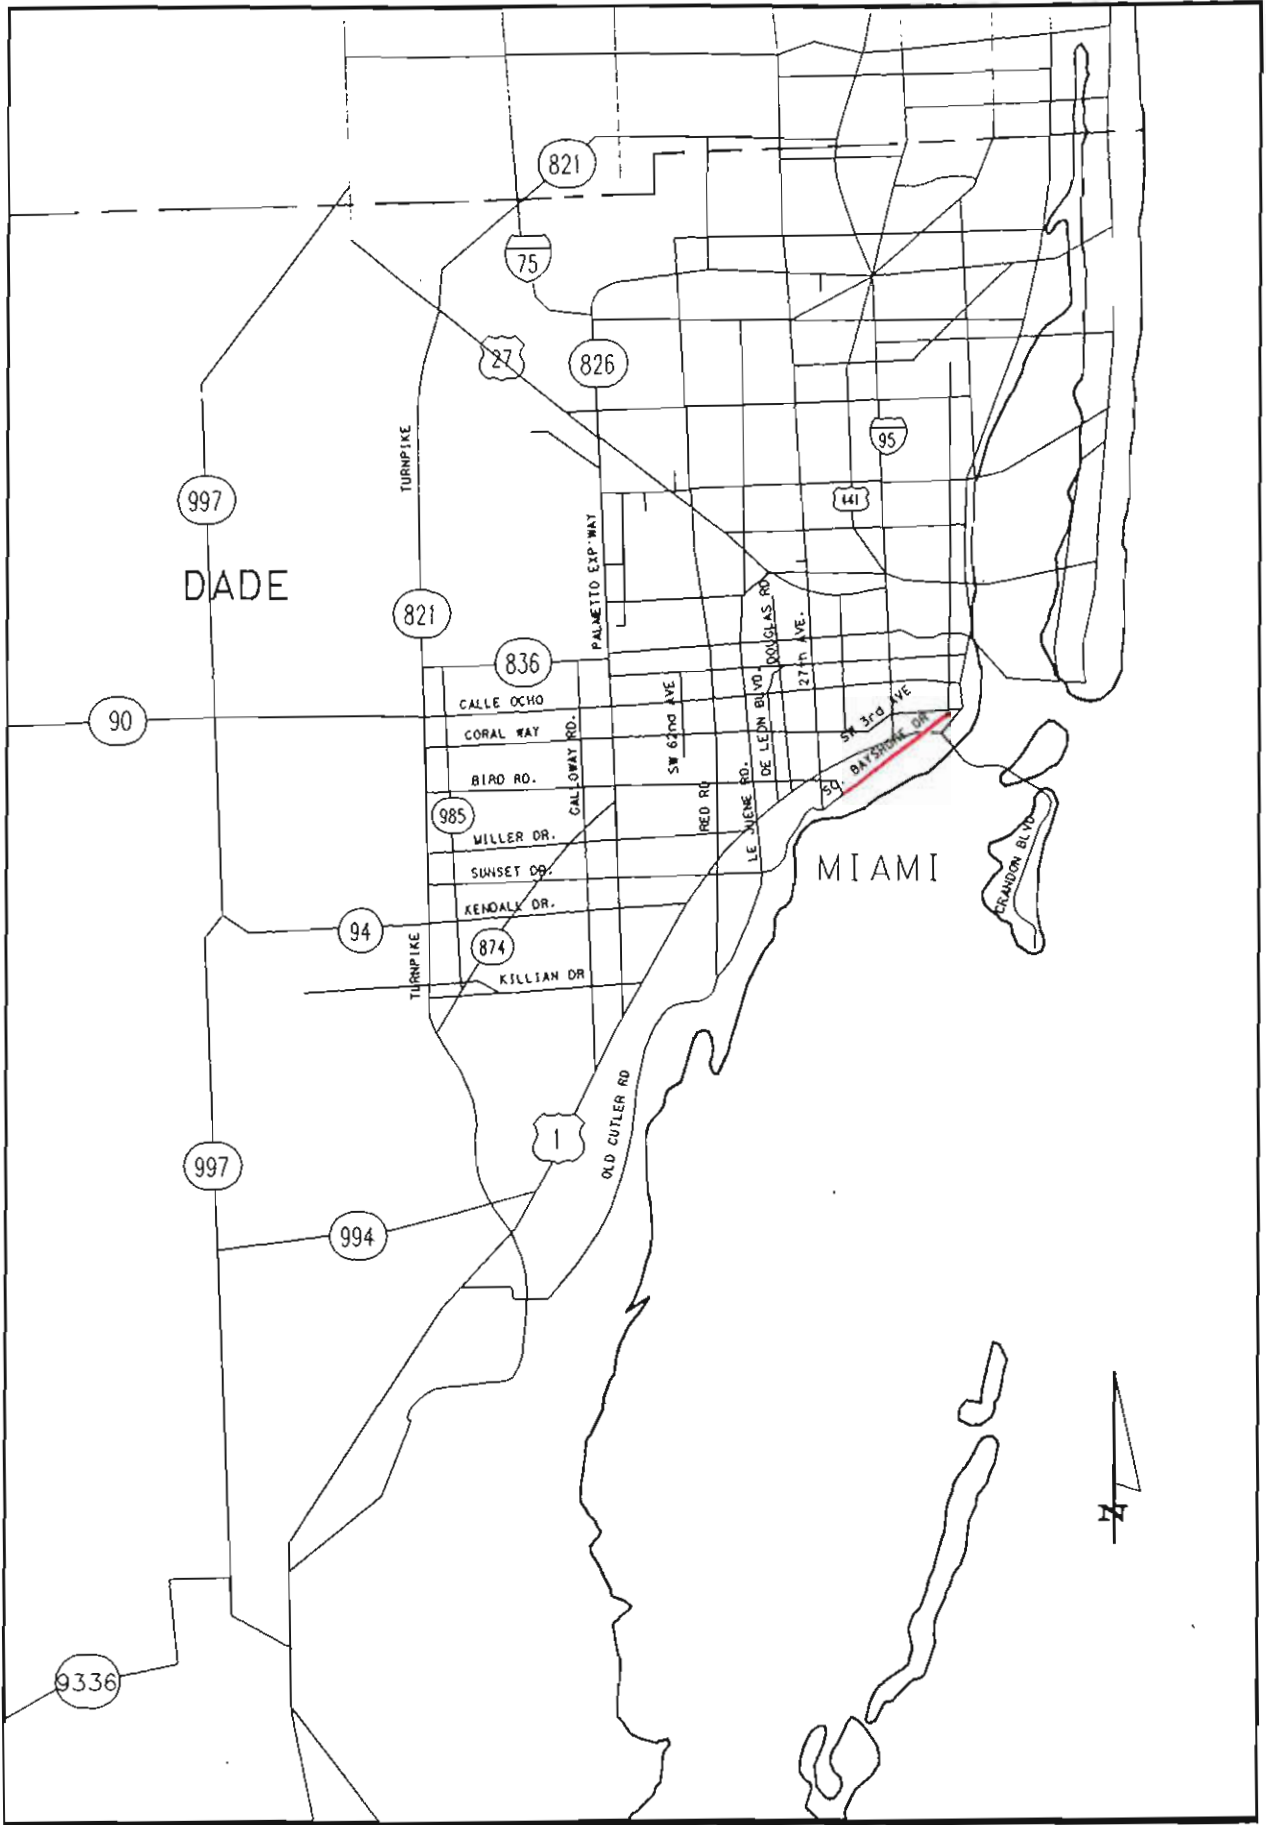 821
75
27
826
TURNPIKE
95
441
997
PALMETTO EXP'WAY
DADE
821
DOUGLAS RD
27th AVE.
836
90
CALLE OCHO
CORAL WAY
GALLOWAY RD.
SW 62nd AVE
DE LEON BLVD.
SW 3rd AVE
SO. BAYSHORE DR
BIRD RD.
985
RED RD
LE JUENE RD.
MILLER DR.
SUNSET DR.
MIAMI
CRANDON BLVD
KENDALL DR.
94
874
TURNPIKE
KILLIAN DR
1
OLD CUTLER RD
997
994
N
9336